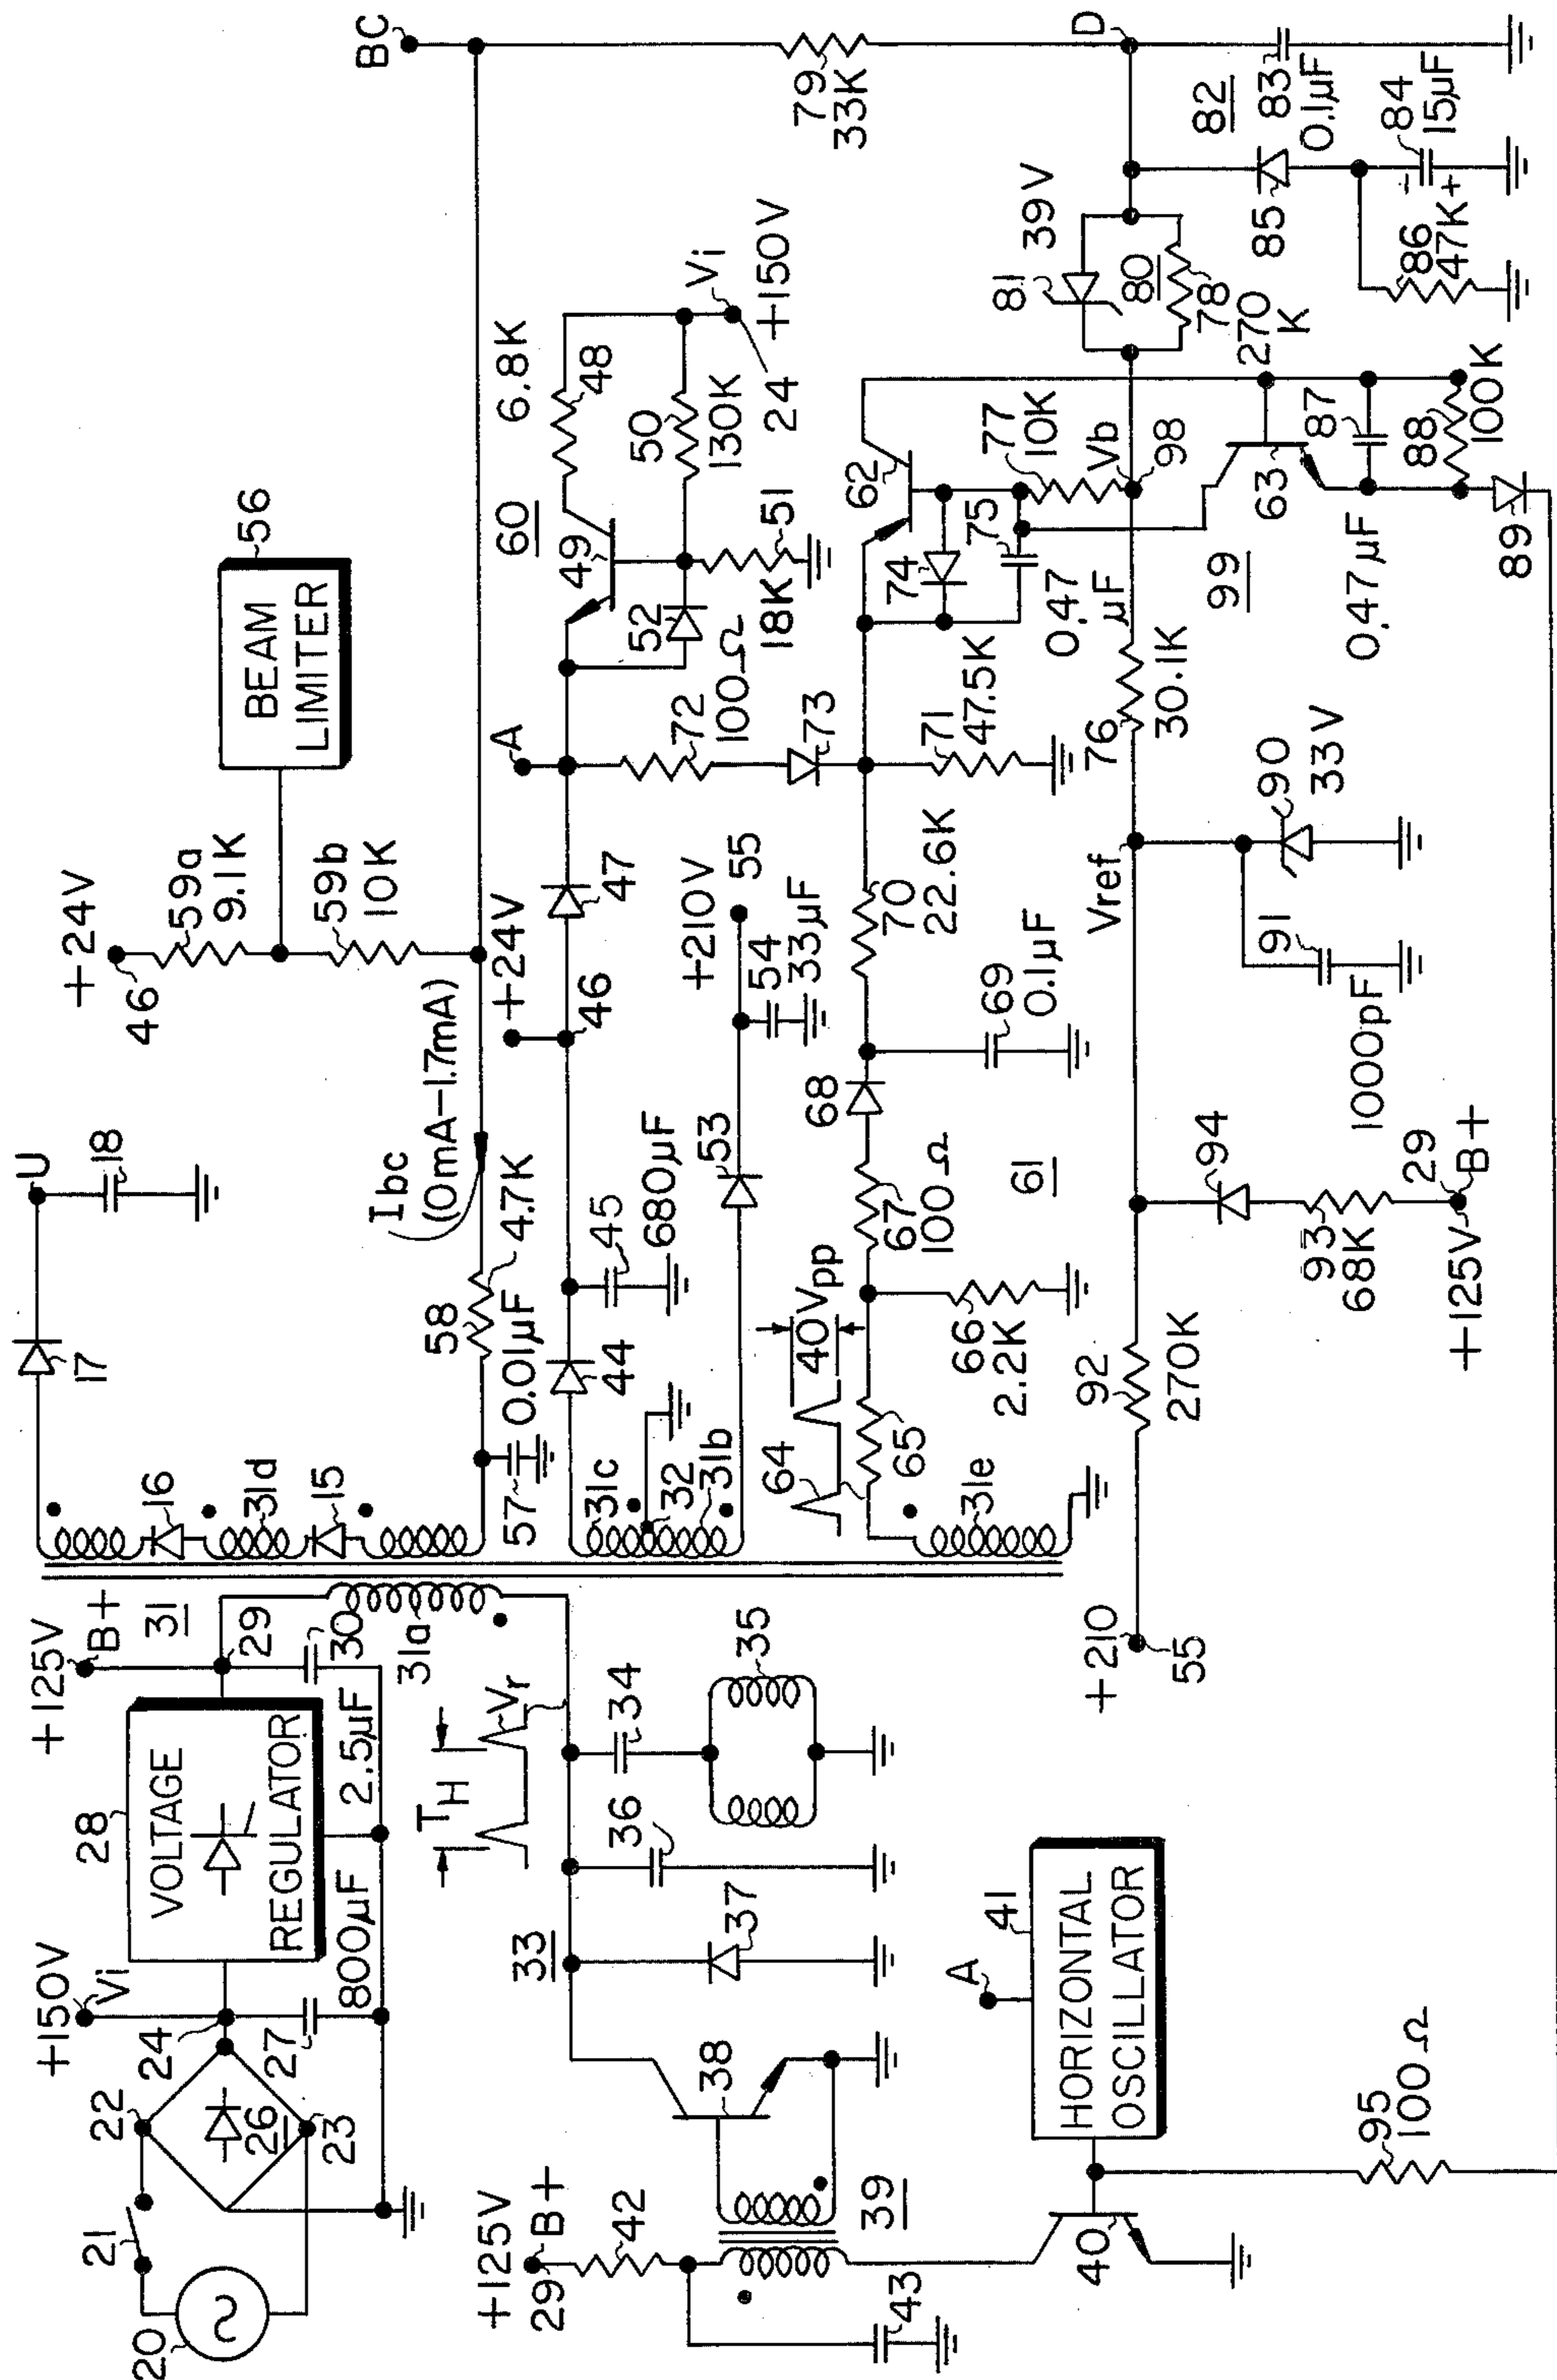 +24V
46
59a
9.1K
59b
10K
BEAM
LIMITER
56
BC
U
18
17
16
31d
15
Ibc
(0mA-1.7mA)
58
4.7K
57
0.01µF
+24V
46
A
47
44
45
680µF
31c
32
31b
53
+210V
55
54
33µF
60
6.8K
48
49
50
130K
52
51
18K
Vi
24
+150V
72
100Ω
73
79
33K
D
64
40Vpp
65
31e
66
2.2K
67
100Ω
61
68
69
0.1µF
70
22.6K
71
47.5K
74
75
0.47
µF
62
77
10K
Vb
98
81
39V
80
78
270
K
82
83
0.1µF
85
84
15µF
86
47K+
63
99
87
0.47µF
88
100K
89
76
30.1K
Vref
90
33V
91
1000pF
92
270K
+210
55
94
93
68K
29
+125V
B+
+125V
B+
31
29
30
31a
2.5µF
28
VOLTAGE
REGULATOR
+150V
Vi
24
27
800µF
22
26
23
21
20
TH
Vr
33
34
35
36
37
38
39
+125V
29
B+
42
43
40
A
41
HORIZONTAL
OSCILLATOR
95
100Ω